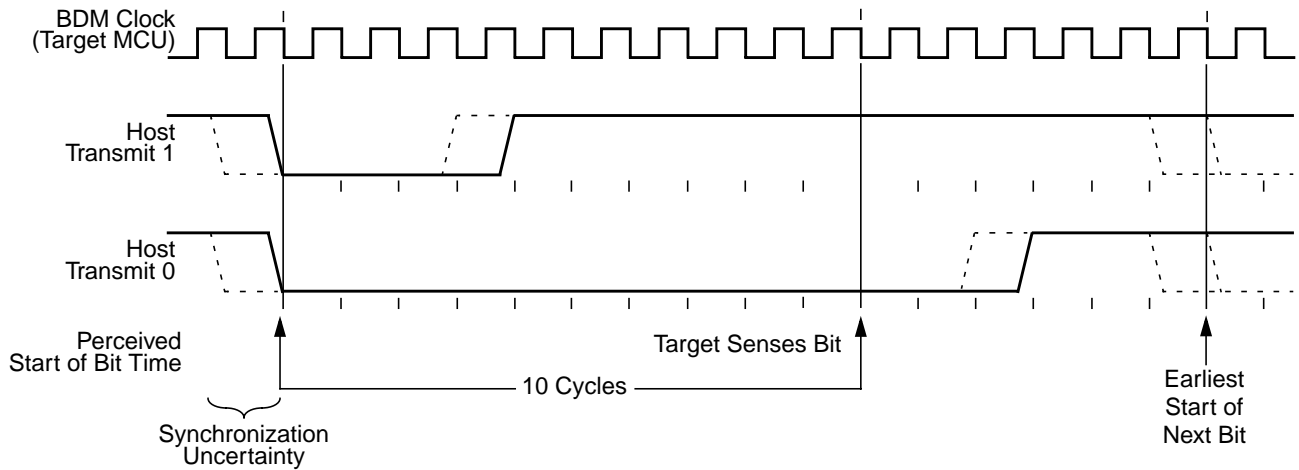 BDM Clock
(Target MCU)
Host
Transmit 1
Host
Transmit 0
Perceived
Start of Bit Time
Target Senses Bit
10 Cycles
Synchronization
Uncertainty
Earliest
Start of
Next Bit